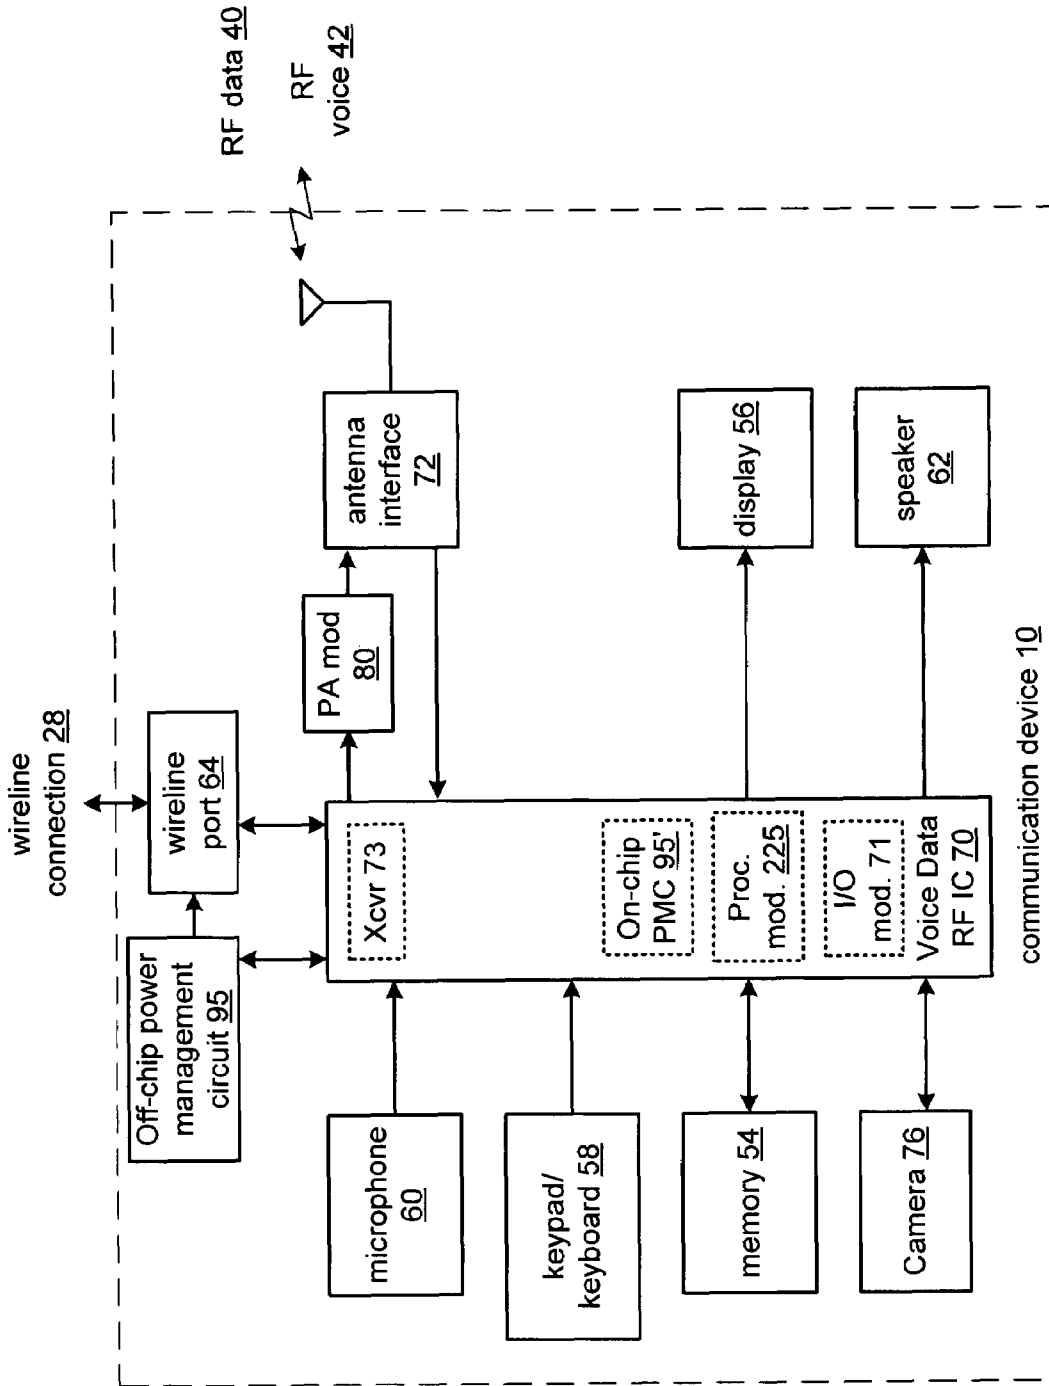 wireline
connection 28
RF data 40
RF
voice 42
Off-chip power
management
circuit 95
wireline
port 64
microphone
60
Xcvr 73
PA mod
80
antenna
interface
72
keypad/
keyboard 58
On-chip
PMC 95'
memory 54
Proc.
mod. 225
display 56
Camera 76
I/O
mod. 71
Voice Data
RF IC 70
speaker
62
communication device 10